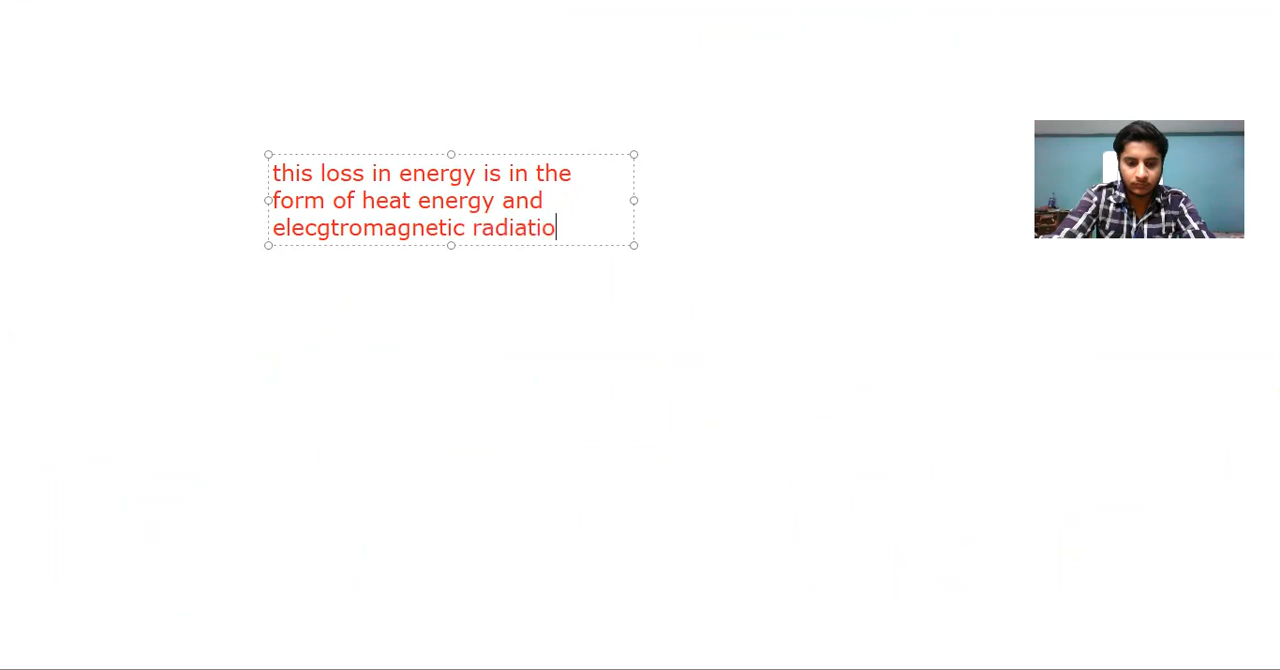 this loss in energy is in the
form of heat energy and
elecgtromagnetic radiatio